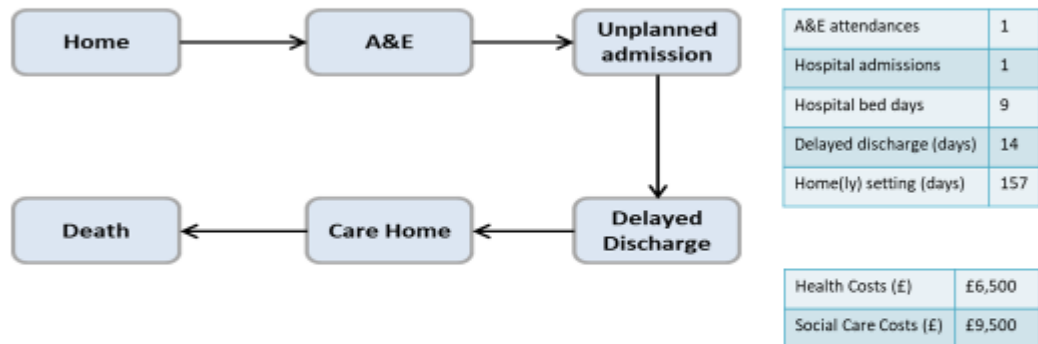 Home
A&E
Unplanned
admission
Death
Care Home
Delayed
Discharge
A&E attendances 1
Hospital admissions 1
Hospital bed days 9
Delayed discharge (days) 14
Home(ly) setting (days) 157
Health Costs (£) £6,500
Social Care Costs (£) £9,500